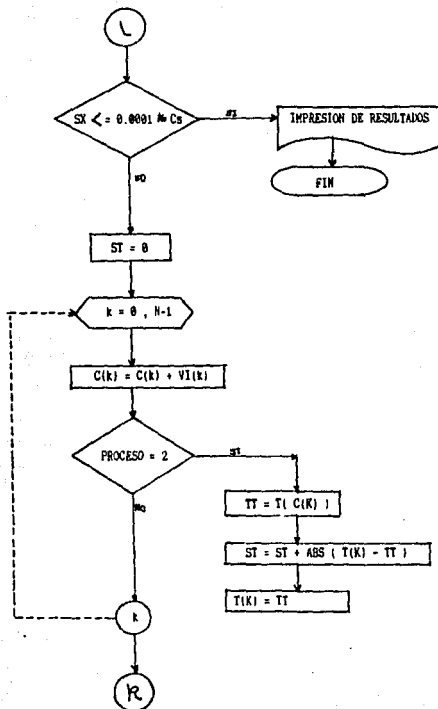 L
SX <= 0.0001 * Cs
SI
IMPRESION DE RESULTADOS
FIN
NO
ST = 0
k = 0 , N-1
C(k) = C(k) + VI(k)
PROCESO = 2
SI
TT = T( C(K) )
NO
ST = ST + ABS ( T(K) - TT )
T(K) = TT
k
R